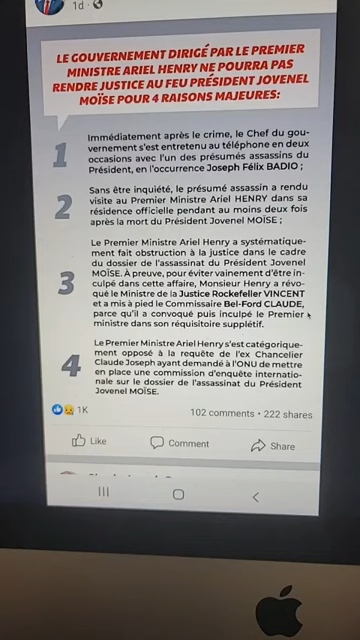 1d
LE GOUVERNEMENT DIRIGÉ PAR LE PREMIER
MINISTRE ARIEL HENRY NE POURRA PAS
RENDRE JUSTICE AU FEU PRÉSIDENT JOVENEL
MOÏSE POUR 4 RAISONS MAJEURES:
1
Immédiatement après le crime, le Chef du gou-
vernement s'est entretenu au téléphone en deux
occasions avec l'un des présumés assassins du
Président, en l'occurrence Joseph Félix BADIO ;
2
Sans être inquiété, le présumé assassin a rendu
visite au Premier Ministre Ariel HENRY dans sa
résidence officielle pendant au moins deux fois
après la mort du Président Jovenel MOÏSE ;
3
Le Premier Ministre Ariel Henry a systématique-
ment fait obstruction à la justice dans le cadre
du dossier de l'assassinat du Président Jovenel
MOÏSE. À preuve, pour éviter vainement d'être in-
culpé dans cette affaire, Monsieur Henry a révo-
qué le Ministre de la Justice Rockefeller VINCENT
et a mis à pied le Commissaire Bel-Ford CLAUDE,
parce qu'il a convoqué puis inculpé le Premier
ministre dans son réquisitoire supplétif.
4
Le Premier Ministre Ariel Henry s'est catégorique-
ment opposé à la requête de l'ex Chancelier
Claude Joseph ayant demandé à l'ONU de mettre
en place une commission d'enquête internatio-
nale sur le dossier de l'assassinat du Président
Jovenel MOÏSE.
1K
102 comments • 222 shares
Like
Comment
Share